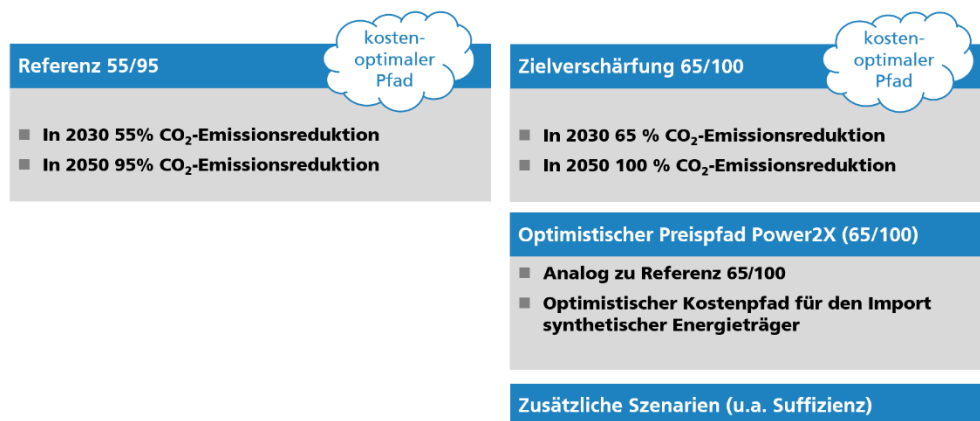 Referenz 55/95
kosten-
optimaler
Pfad
■ In 2030 55% CO₂-Emissionsreduktion
■ In 2050 95% CO₂-Emissionsreduktion
Zielverschärfung 65/100
kosten-
optimaler
Pfad
■ In 2030 65 % CO₂-Emissionsreduktion
■ In 2050 100 % CO₂-Emissionsreduktion
Optimistischer Preispfad Power2X (65/100)
■ Analog zu Referenz 65/100
■ Optimistischer Kostenpfad für den Import
synthetischer Energieträger
Zusätzliche Szenarien (u.a. Suffizienz)